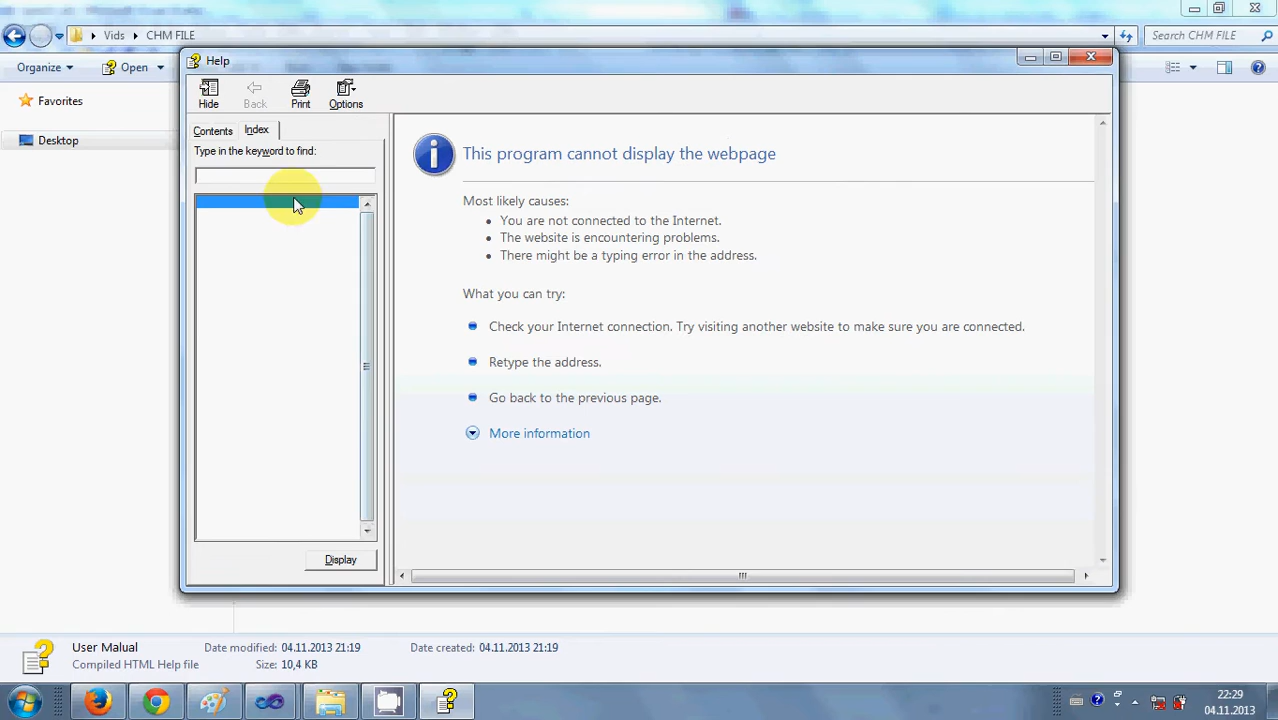 Vids
CHM FILE
Search CHM FILE
Organize
Open
Favorites
Desktop
Help
Hide
Back
Print
Options
Contents
Index
Type in the keyword to find:
Display
This program cannot display the webpage
Most likely causes:
You are not connected to the Internet.
The website is encountering problems.
There might be a typing error in the address.
What you can try:
Check your Internet connection. Try visiting another website to make sure you are connected.
Retype the address.
Go back to the previous page.
More information
User Manual Date modified: 04.11.2013 21:19 Date created: 04.11.2013 21:19
Compiled HTML Help file Size: 10,4 KB
22:29
04.11.2013